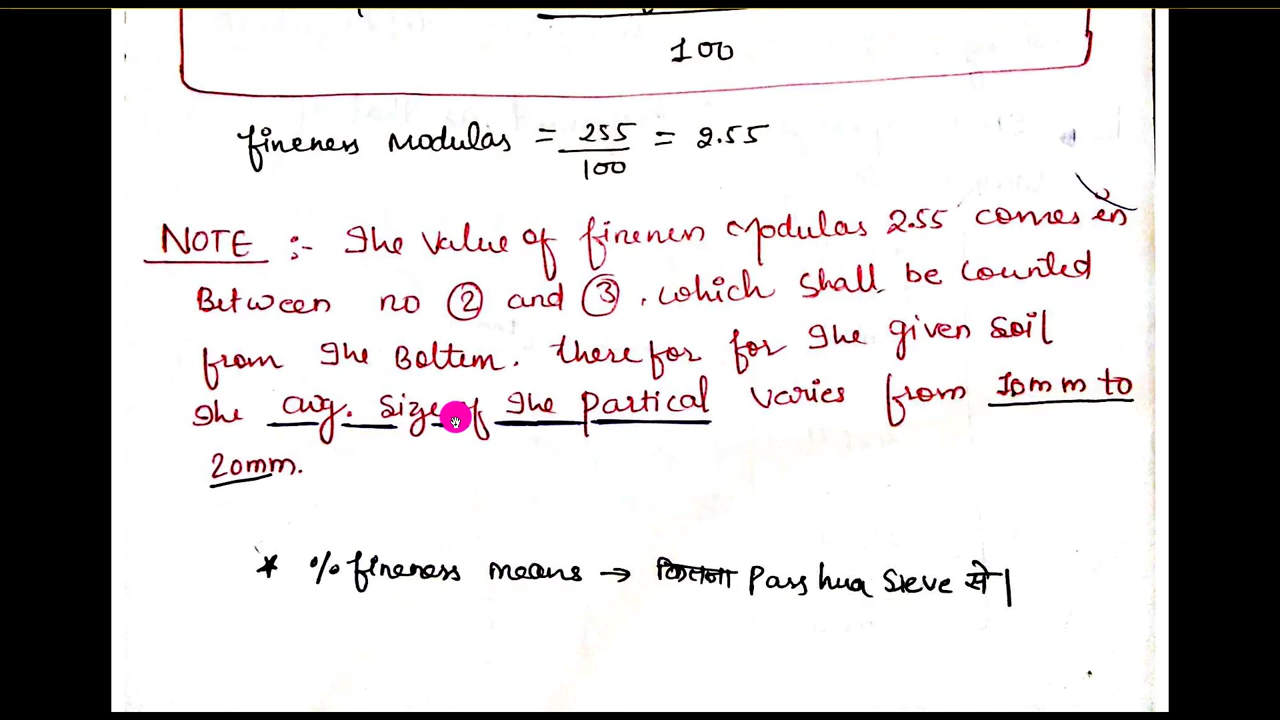 100
fineness Modulas = 255/100 = 2.55
NOTE :- The value of fineness Modulas 2.55 comes in
Between no ② and ③, which shall be counted
from The Bottem. therefor for The given soil
The avg. size of The partical varies from 10mm to
20mm.
* % fineness means → कितना Pass hua Sieve से।